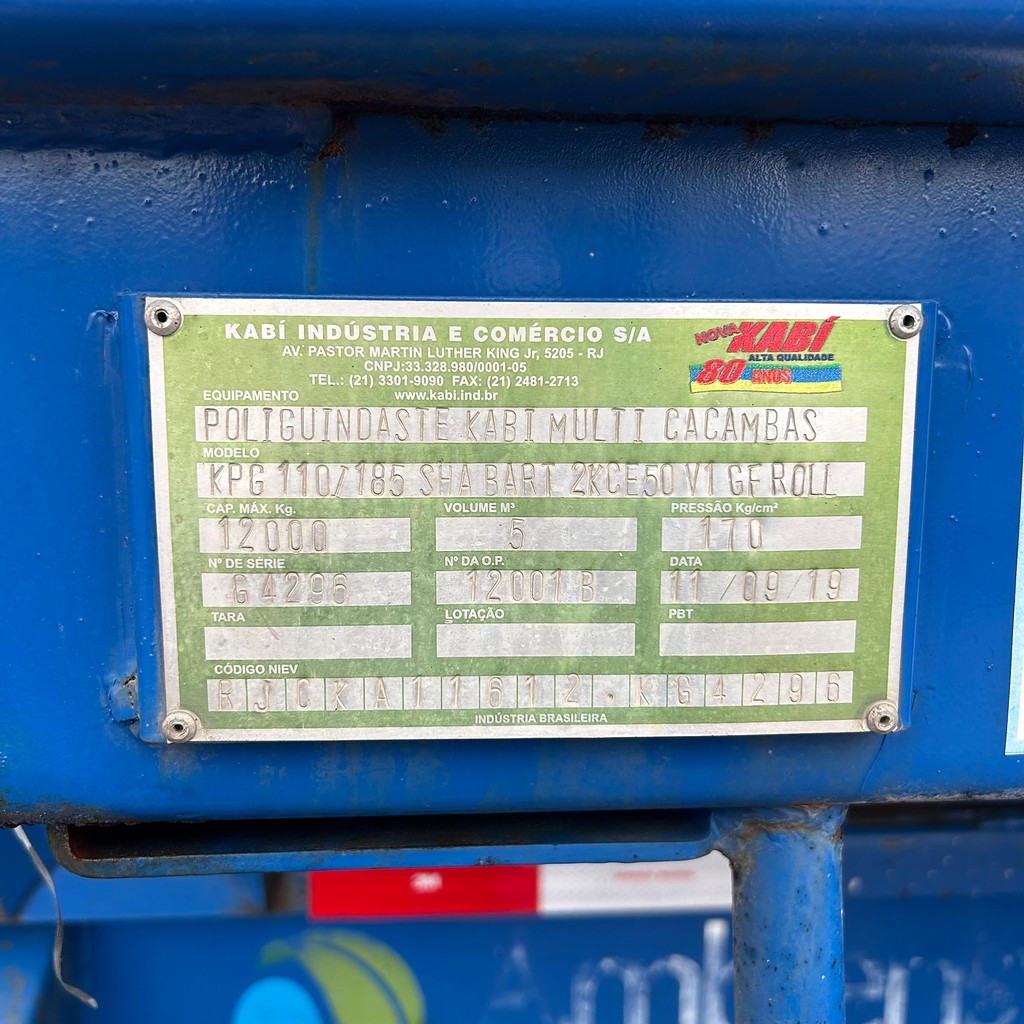 KABÍ INDÚSTRIA E COMÉRCIO S/A
AV. PASTOR MARTIN LUTHER KING Jr, 5205 - RJ
CNPJ:33.328.980/0001-05
TEL.: (21) 3301-9090 FAX: (21) 2481-2713
www.kabi.ind.br
NOVA KABÍ
ALTA QUALIDADE
80 ANOS
EQUIPAMENTO
POLIGUINDASTE KABI MULTI CACAMBAS
MODELO
KPG 110/185 SHA BART 2KCE50 V1 GF ROLL
CAP. MÁX. Kg. VOLUME M³ PRESSÃO Kg/cm²
12000 5 170
Nº DE SÉRIE Nº DA O.P. DATA
G4296 12001B 11/09/19
TARA LOTAÇÃO PBT
CÓDIGO NIEV
RJCKA11612.KG4296
INDÚSTRIA BRASILEIRA